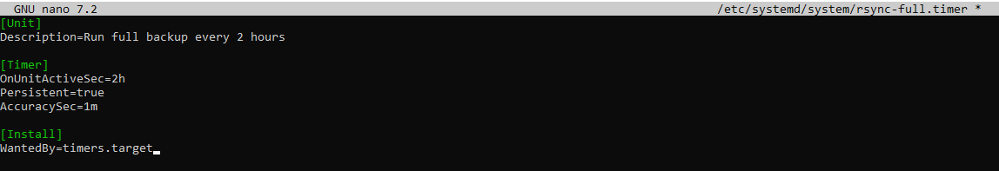 GNU nano 7.2 /etc/systemd/system/rsync-full.timer *
[Unit]
Description=Run full backup every 2 hours
[Timer]
OnUnitActiveSec=2h
Persistent=true
AccuracySec=1m
[Install]
WantedBy=timers.target